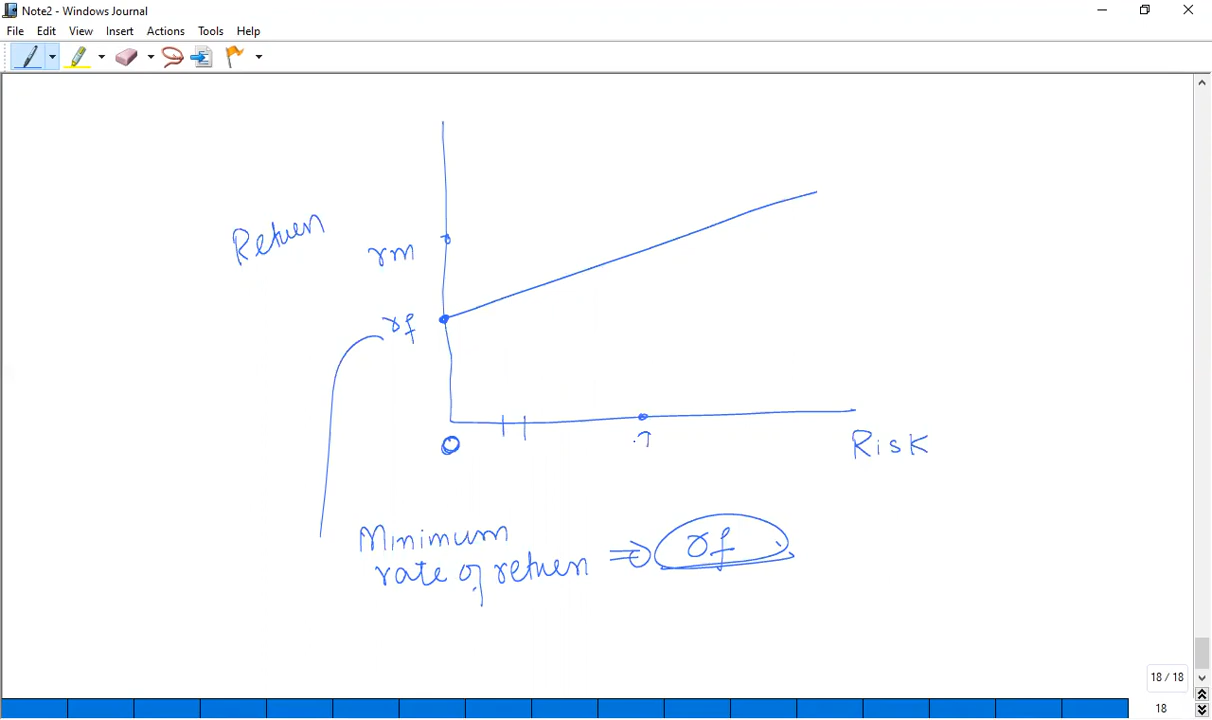 Note2 - Windows Journal
File Edit View Insert Actions Tools Help
Return
rm
rf
0
Risk
Minimum
rate of return ⇒ rf
18 / 18
18